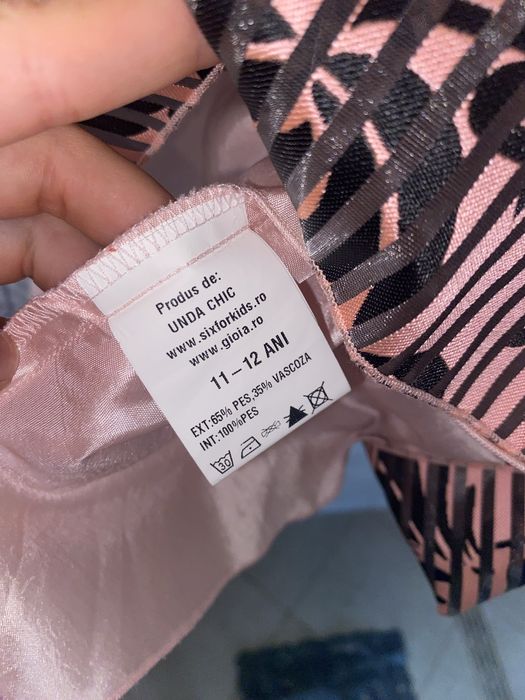 Produs de:
UNDA CHIC
www.sixforkids.ro
www.gioia.ro
11-12 ANI
EXT:65% PES,35% VASCOZA
INT:100%PES
30